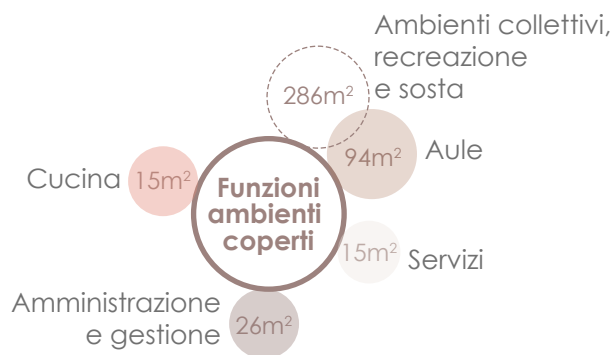 Ambienti collettivi,
recreazione
e sosta
286m²
94m²
Aule
Cucina
15m²
Funzioni
ambienti
coperti
15m²
Servizi
Amministrazione
e gestione
26m²